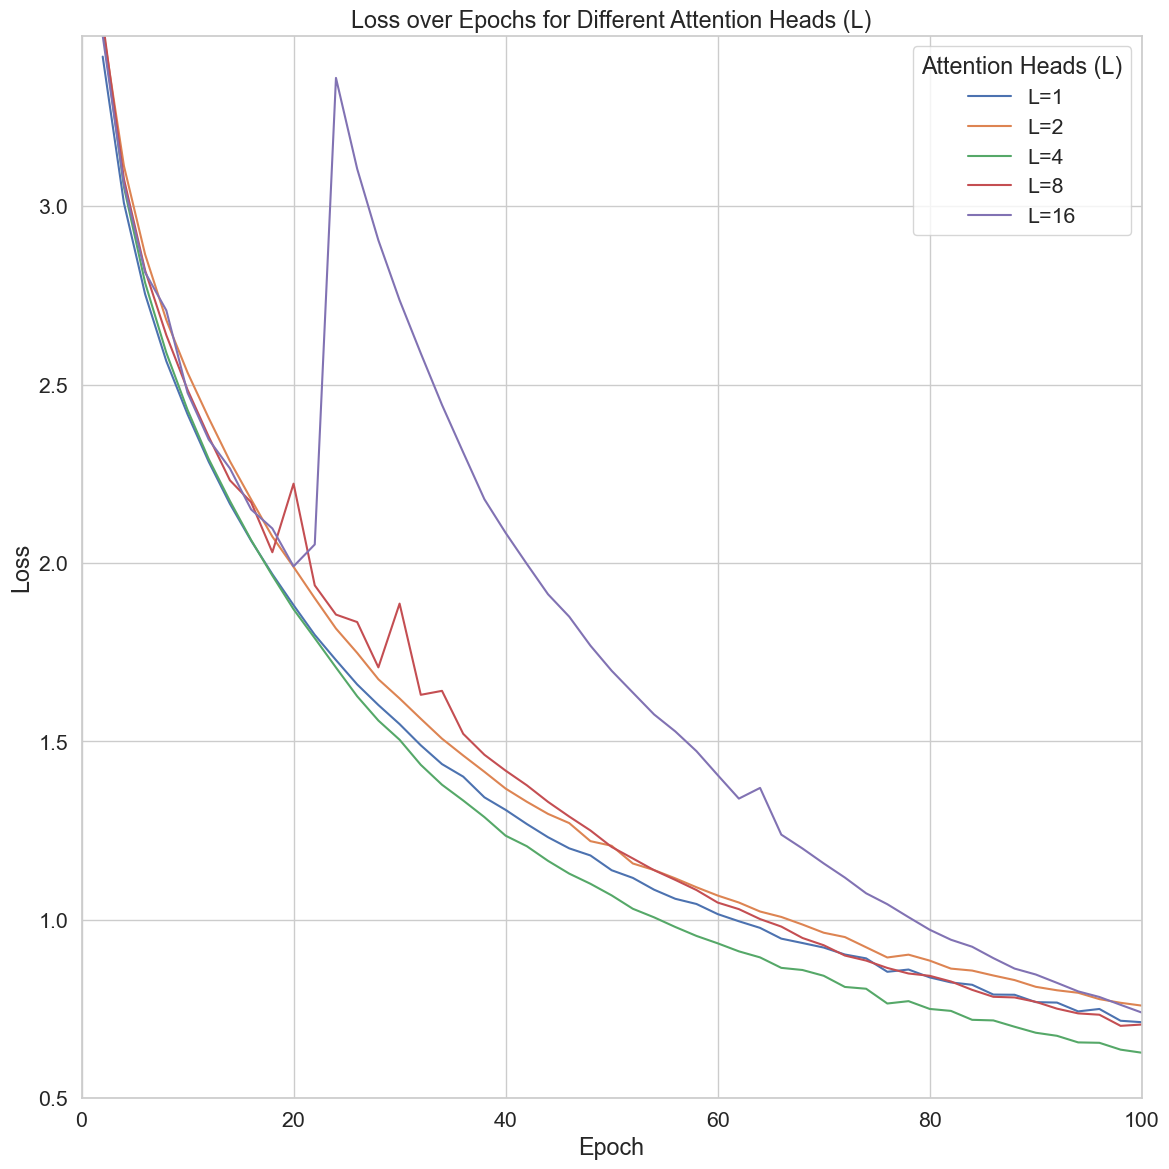 Loss over Epochs for Different Attention Heads (L)
Attention Heads (L)
L=1
L=2
L=4
L=8
L=16
Loss
3.0
2.5
2.0
1.5
1.0
0.5
0
20
40
60
80
100
Epoch